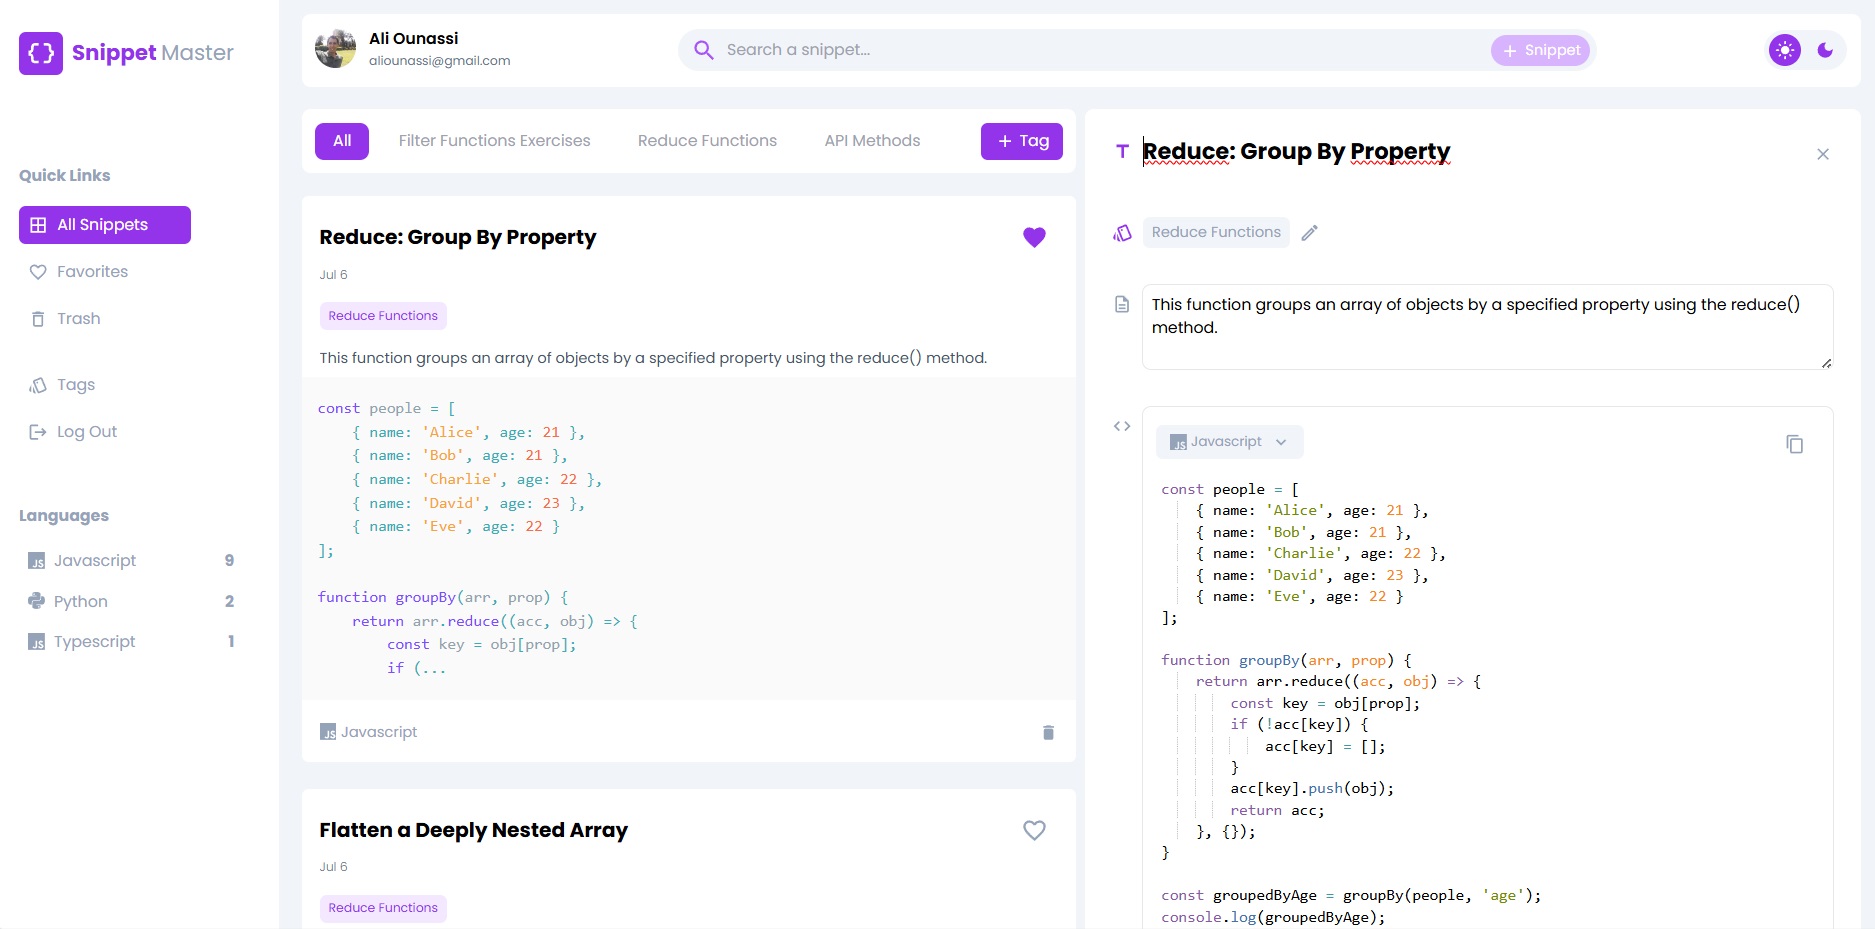 {} Snippet Master
Quick Links
All Snippets
Favorites
Trash
Tags
Log Out
Languages
JS Javascript 9
Python 2
JS Typescript 1
Ali Ounassi
aliounassi@gmail.com
Search a snippet...
+ Snippet
All Filter Functions Exercises Reduce Functions API Methods + Tag
Reduce: Group By Property
Jul 6
Reduce Functions
This function groups an array of objects by a specified property using the reduce() method.
const people = [
    { name: 'Alice', age: 21 },
    { name: 'Bob', age: 21 },
    { name: 'Charlie', age: 22 },
    { name: 'David', age: 23 },
    { name: 'Eve', age: 22 }
];
function groupBy(arr, prop) {
    return arr.reduce((acc, obj) => {
        const key = obj[prop];
        if (...
JS Javascript
Flatten a Deeply Nested Array
Jul 6
Reduce Functions
T Reduce: Group By Property
Reduce Functions
This function groups an array of objects by a specified property using the reduce()
method.
JS Javascript
const people = [
    { name: 'Alice', age: 21 },
    { name: 'Bob', age: 21 },
    { name: 'Charlie', age: 22 },
    { name: 'David', age: 23 },
    { name: 'Eve', age: 22 }
];
function groupBy(arr, prop) {
    return arr.reduce((acc, obj) => {
        const key = obj[prop];
        if (!acc[key]) {
            acc[key] = [];
        }
        acc[key].push(obj);
        return acc;
    }, {});
}
const groupedByAge = groupBy(people, 'age');
console.log(groupedByAge);